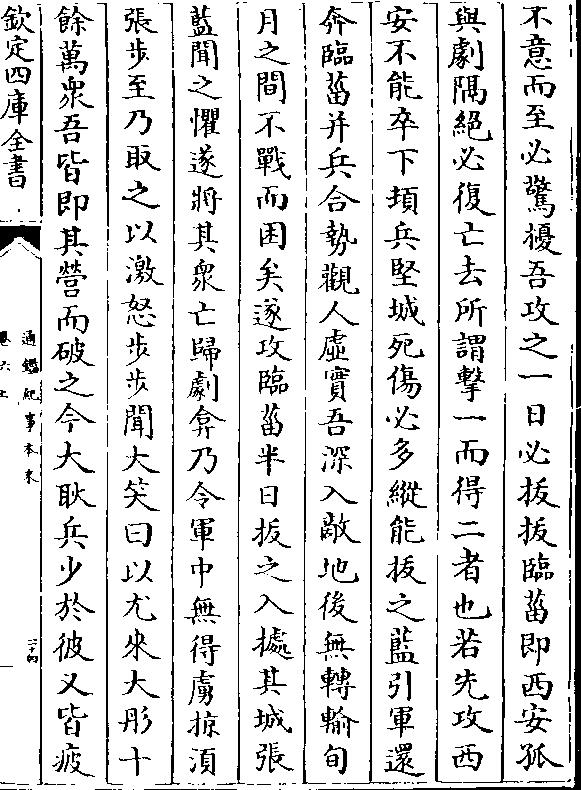 不意而至必驚擾吾攻之一日必拔拔臨菑即西安孤
與劇隔絶必復亡去所謂擊一而得二者也若先攻西
安不能卒下頓兵堅城死傷必多縱能拔之藍引軍還
奔臨菑并兵合勢觀人虛實吾深入敵地後無轉輸旬
月之間不戰而困矣遂攻臨菑半日拔之入據其城張
藍聞之懼遂將其衆亡歸劇弇乃令軍中無得虜掠須
張步至乃取之以激怒步步聞大笑曰以尤來大彤十
餘萬衆吾皆即其營而破之今大耿兵少於彼又皆疲
欽定四庫全書
通鑑紀事本末
卷六上